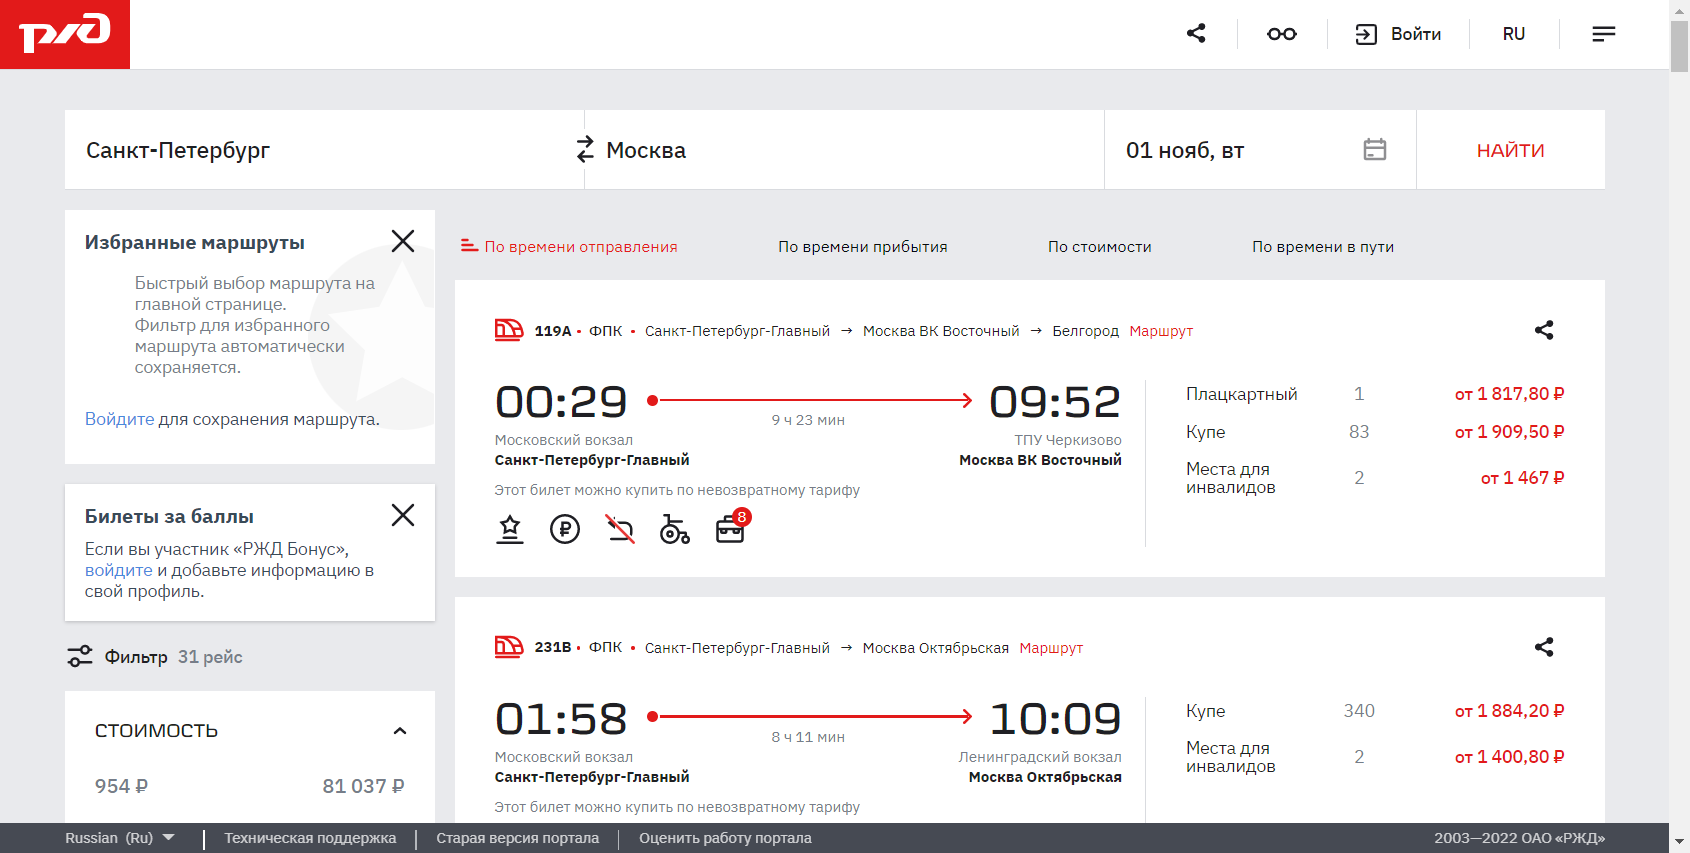 РЖД
Войти
RU
Санкт-Петербург
Москва
01 нояб, вт
НАЙТИ
Избранные маршруты
Быстрый выбор маршрута на
главной странице.
Фильтр для избранного
маршрута автоматически
сохраняется.
Войдите для сохранения маршрута.
Билеты за баллы
Если вы участник «РЖД Бонус»,
войдите и добавьте информацию в
свой профиль.
Фильтр 31 рейс
СТОИМОСТЬ
954 ₽ 81 037 ₽
По времени отправления По времени прибытия По стоимости По времени в пути
119А • ФПК • Санкт-Петербург-Главный → Москва ВК Восточный → Белгород Маршрут
00:29 09:52
9 ч 23 мин
Московский вокзал ТПУ Черкизово
Санкт-Петербург-Главный Москва ВК Восточный
Этот билет можно купить по невозвратному тарифу
8
Плацкартный 1 от 1 817,80 ₽
Купе 83 от 1 909,50 ₽
Места для
инвалидов 2 от 1 467 ₽
231В • ФПК • Санкт-Петербург-Главный → Москва Октябрьская Маршрут
01:58 10:09
8 ч 11 мин
Московский вокзал Ленинградский вокзал
Санкт-Петербург-Главный Москва Октябрьская
Этот билет можно купить по невозвратному тарифу
Купе 340 от 1 884,20 ₽
Места для
инвалидов 2 от 1 400,80 ₽
Russian (Ru) Техническая поддержка Старая версия портала Оценить работу портала 2003—2022 ОАО «РЖД»